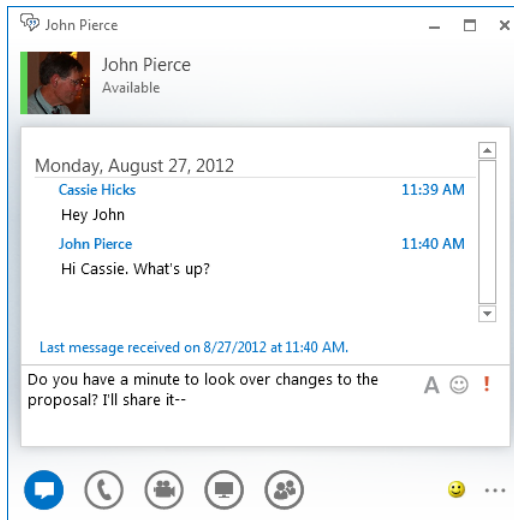 John Pierce
John Pierce
Available
Monday, August 27, 2012
Cassie Hicks 11:39 AM
Hey John
John Pierce 11:40 AM
Hi Cassie. What's up?
Last message received on 8/27/2012 at 11:40 AM.
Do you have a minute to look over changes to the
proposal? I'll share it--
A
!